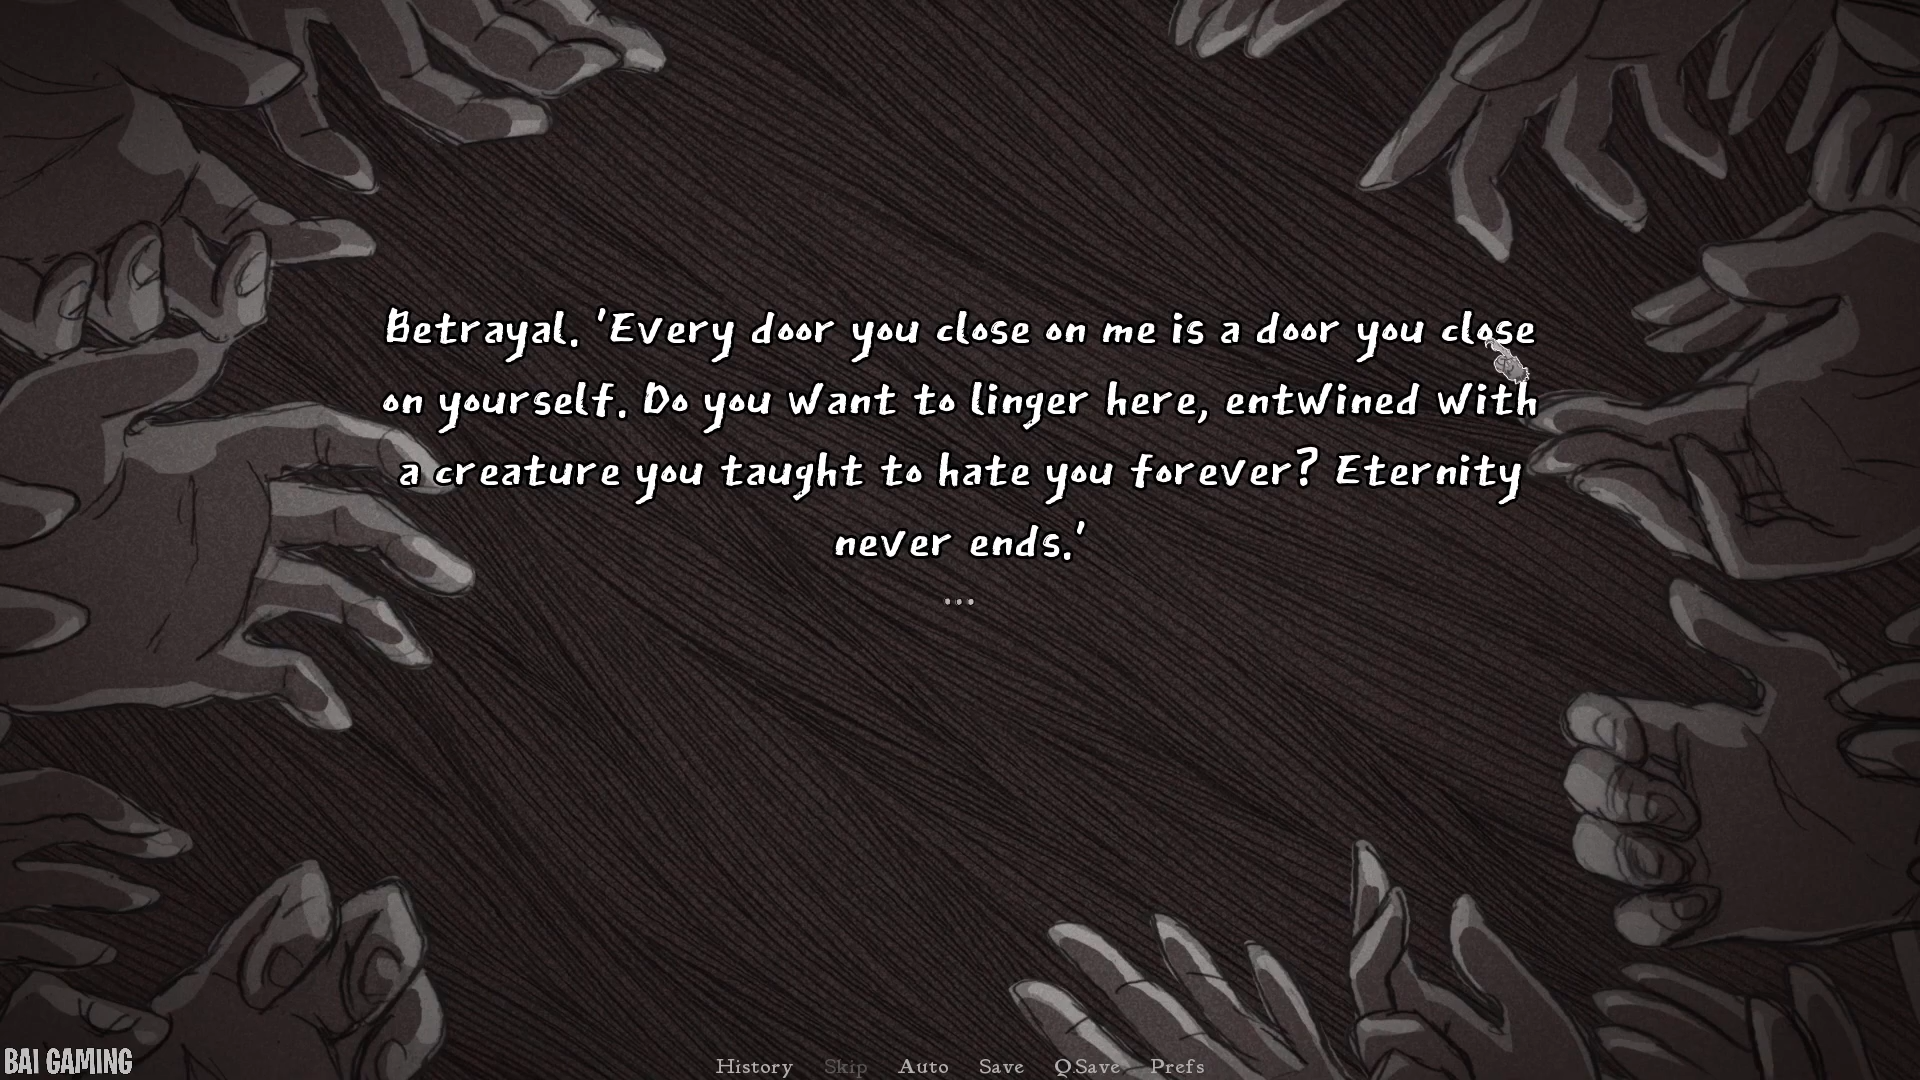 Betrayal. 'Every door you close on me is a door you close
on yourself. Do you want to linger here, entwined with
a creature you taught to hate you forever? Eternity
never ends.'
...
BAI GAMING
History Skip Auto Save Q.Save Prefs